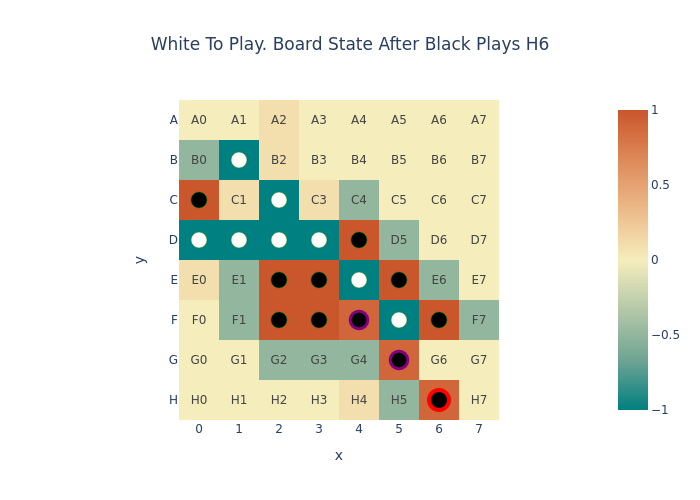 White To Play. Board State After Black Plays H6
A A0 A1 A2 A3 A4 A5 A6 A7 1
B B0 B2 B3 B4 B5 B6 B7
C C1 C3 C4 C5 C6 C7 0.5
D D5 D6 D7
y E E0 E1 E6 E7 0
F F0 F1 F7 −0.5
G G0 G1 G2 G3 G4 G6 G7
H H0 H1 H2 H3 H4 H5 H7 −1
0 1 2 3 4 5 6 7
x